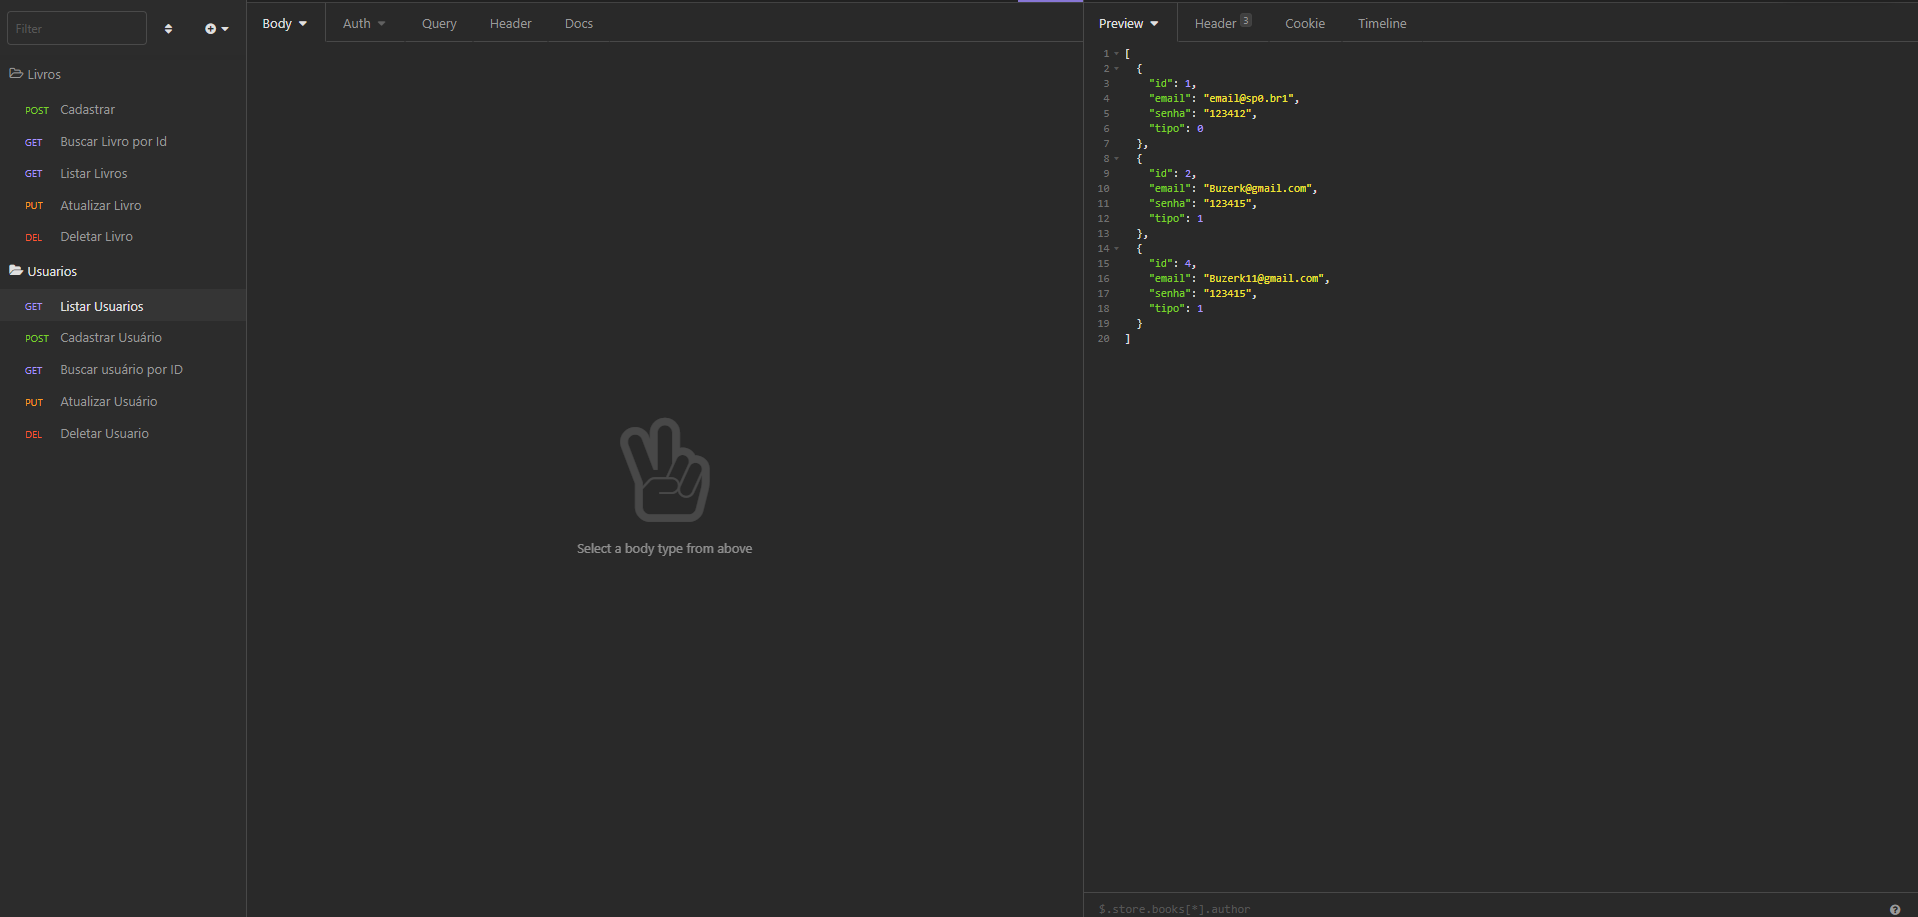 Filter
Livros
POST Cadastrar
GET Buscar Livro por Id
GET Listar Livros
PUT Atualizar Livro
DEL Deletar Livro
Usuarios
GET Listar Usuarios
POST Cadastrar Usuário
GET Buscar usuário por ID
PUT Atualizar Usuário
DEL Deletar Usuario
Body Auth Query Header Docs
Select a body type from above
Preview Header 3 Cookie Timeline
1 [
2 {
3 "id": 1,
4 "email": "email@sp0.br1",
5 "senha": "123412",
6 "tipo": 0
7 },
8 {
9 "id": 2,
10 "email": "Buzerk@gmail.com",
11 "senha": "123415",
12 "tipo": 1
13 },
14 {
15 "id": 4,
16 "email": "Buzerk11@gmail.com",
17 "senha": "123415",
18 "tipo": 1
19 }
20 ]
$.store.books[*].author